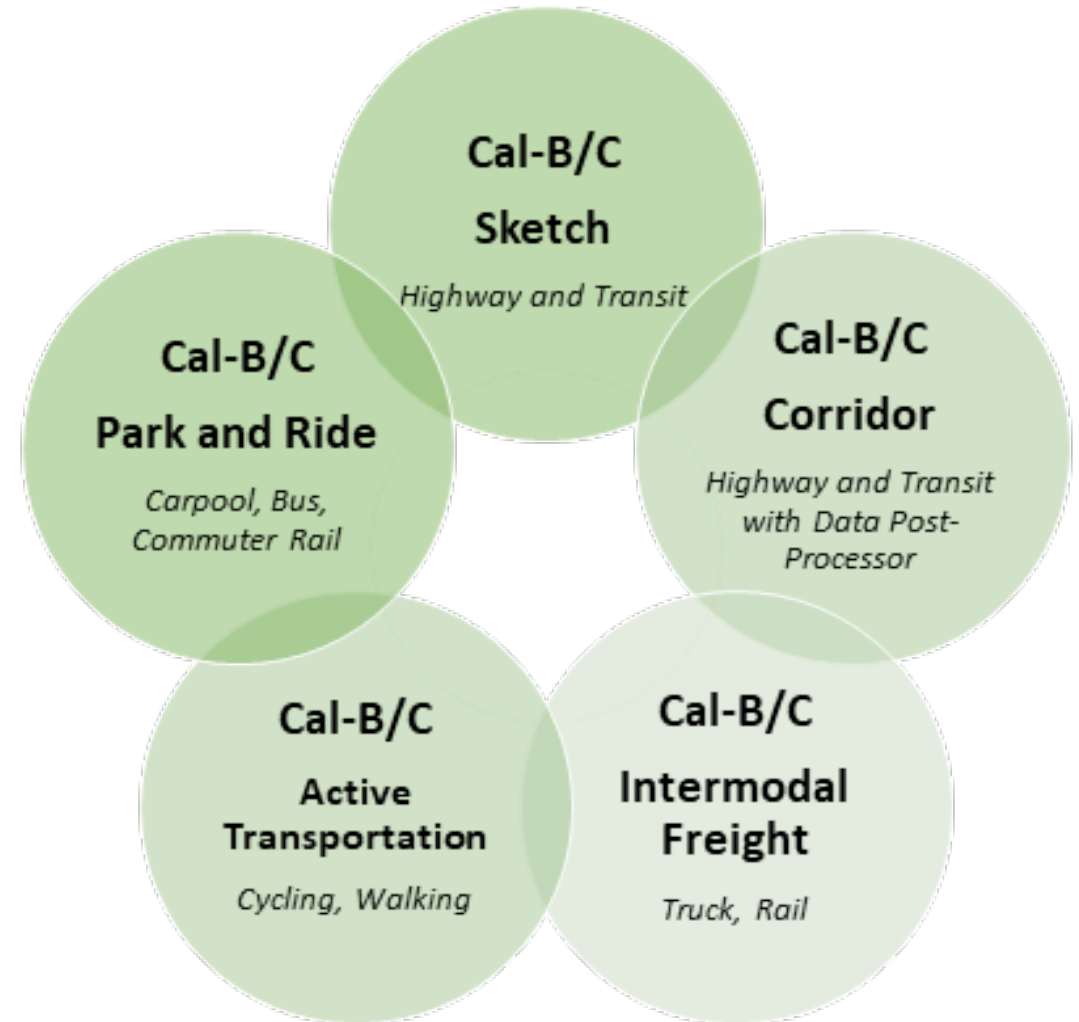 Cal-B/C
Sketch
Highway and Transit
Cal-B/C
Park and Ride
Carpool, Bus,
Commuter Rail
Cal-B/C
Corridor
Highway and Transit
with Data Post-
Processor
Cal-B/C
Active
Transportation
Cycling, Walking
Cal-B/C
Intermodal
Freight
Truck, Rail